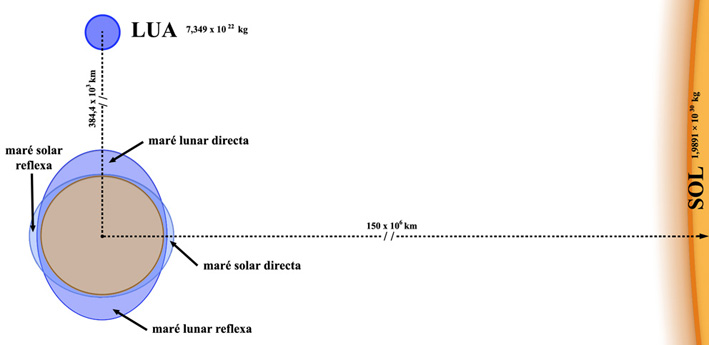 LUA 7,349 x 10²² kg
384,4 x 10³ km
maré lunar directa
maré solar
reflexa
150 x 10⁶ km
SOL 1,9891 × 10³⁰ kg
maré solar directa
maré lunar reflexa